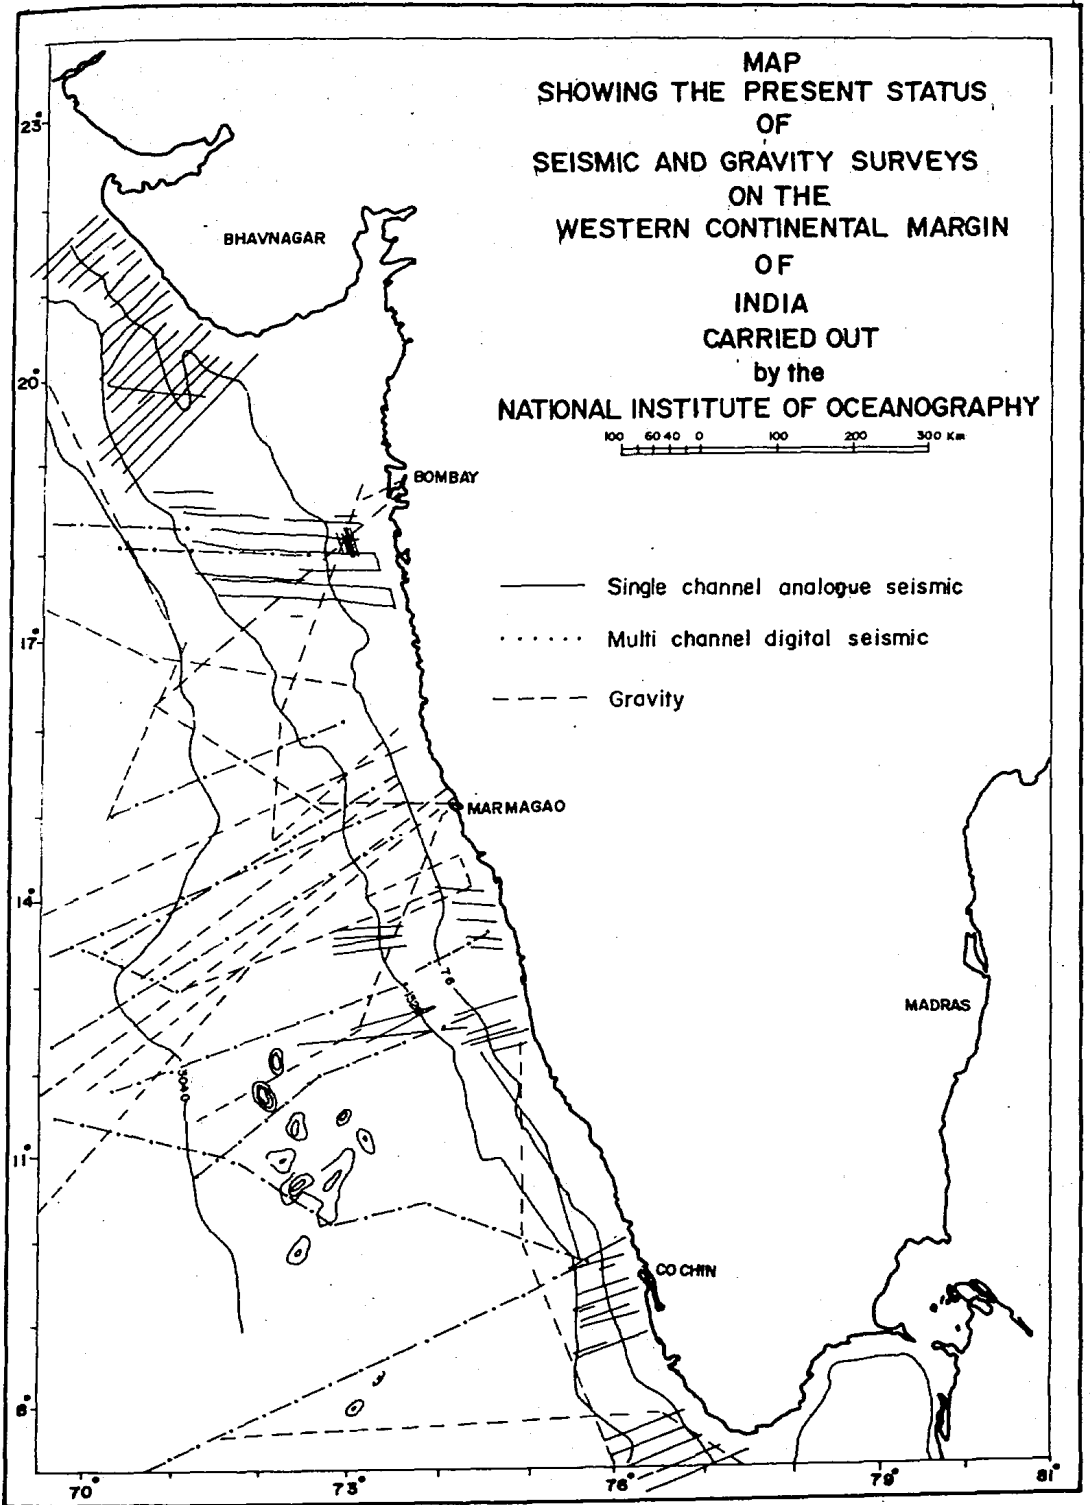 MAP
SHOWING THE PRESENT STATUS
OF
SEISMIC AND GRAVITY SURVEYS
ON THE
WESTERN CONTINENTAL MARGIN
OF
INDIA
CARRIED OUT
by the
NATIONAL INSTITUTE OF OCEANOGRAPHY
100 60 40 0 100 200 300 Km
23°
BHAVNAGAR
20°
BOMBAY
Single channel analogue seismic
17°
Multi channel digital seismic
Gravity
MARMAGAO
14°
76
MADRAS
3040
11°
COCHIN
8°
70° 73° 76° 79° 81°